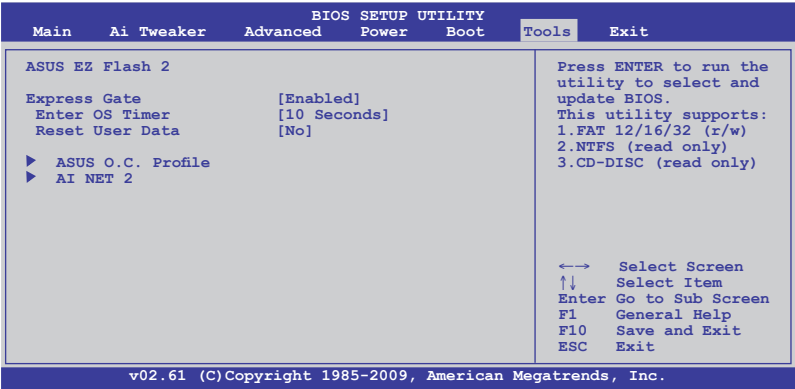 BIOS SETUP UTILITY
Main Ai Tweaker Advanced Power Boot Tools Exit
ASUS EZ Flash 2
Express Gate [Enabled]
Enter OS Timer [10 Seconds]
Reset User Data [No]
▶ ASUS O.C. Profile
▶ AI NET 2
Press ENTER to run the
utility to select and
update BIOS.
This utility supports:
1.FAT 12/16/32 (r/w)
2.NTFS (read only)
3.CD-DISC (read only)
←→ Select Screen
↑↓ Select Item
Enter Go to Sub Screen
F1 General Help
F10 Save and Exit
ESC Exit
v02.61 (C)Copyright 1985-2009, American Megatrends, Inc.